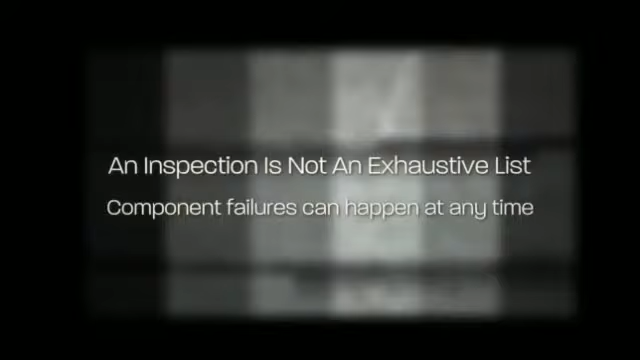 An Inspection Is Not An Exhaustive List
Component failures can happen at any time